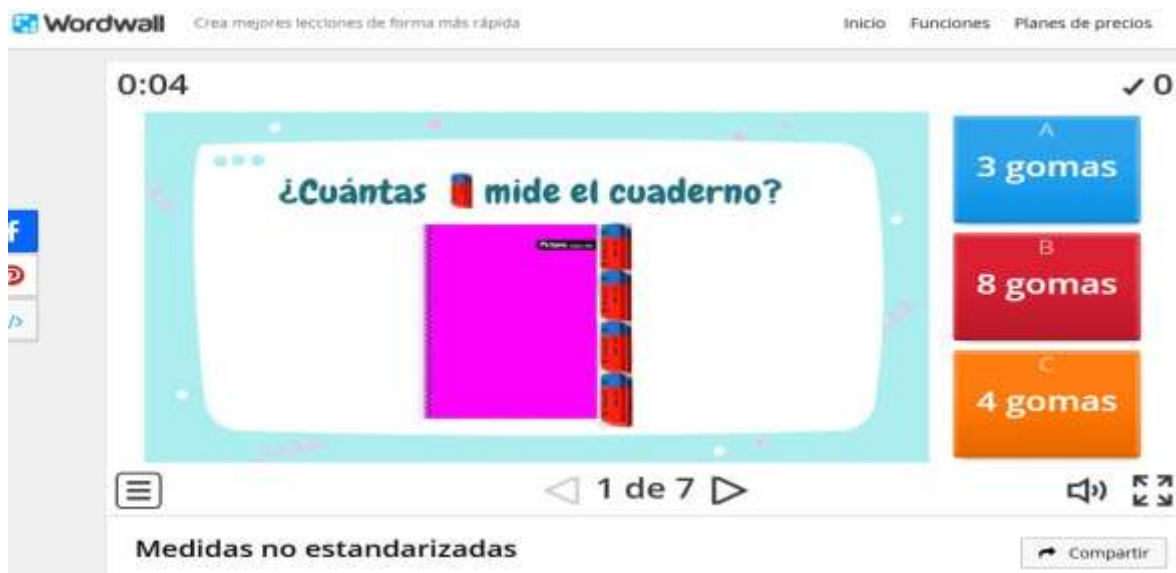 Wordwall
Crea mejores lecciones de forma más rápida
Inicio Funciones Planes de precios
0:04
0
¿Cuántas mide el cuaderno?
A
3 gomas
B
8 gomas
C
4 gomas
1 de 7
Medidas no estandarizadas
Compartir